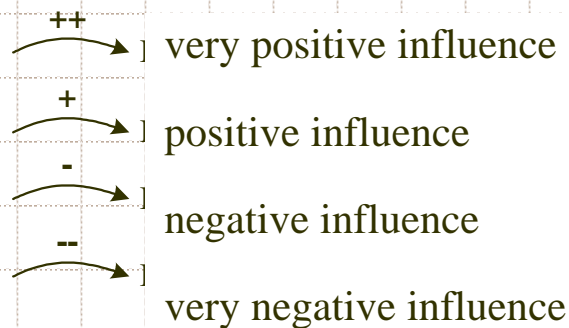 ++ very positive influence
+ positive influence
- negative influence
-- very negative influence